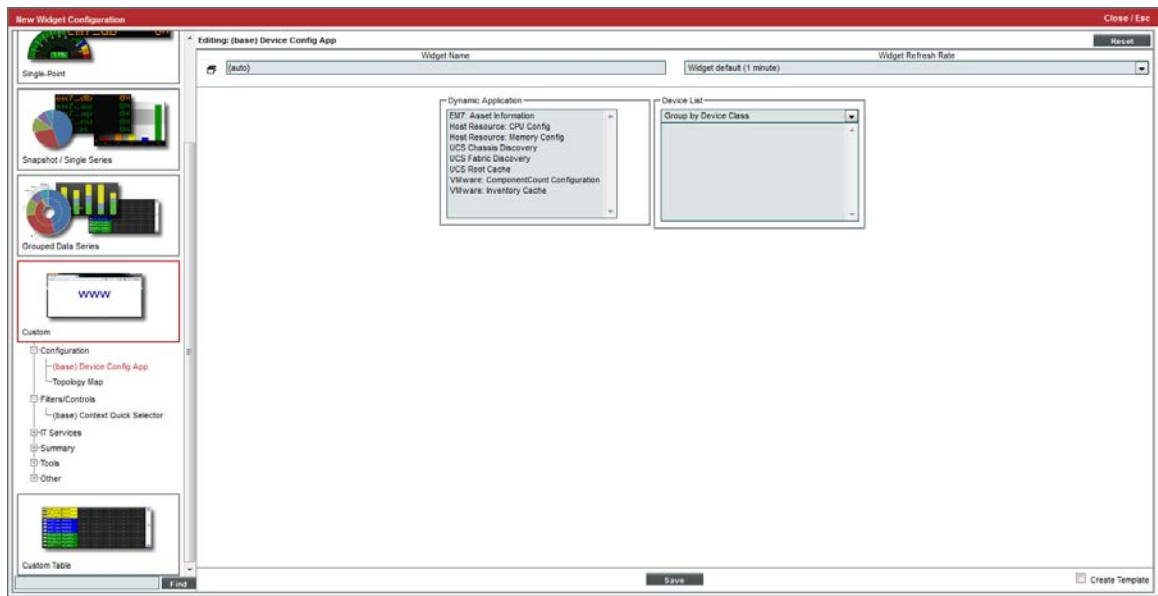 New Widget Configuration
Close / Esc
Single-Point
Snapshot / Single Series
Grouped Data Series
www
Custom
Configuration
(base) Device Config App
Topology Map
Filters/Controls
(base) Context Quick Selector
IT Services
Summary
Tools
Other
Custom Table
Find
Editing: (base) Device Config App
Reset
Widget Name
Widget Refresh Rate
{auto}
Widget default (1 minute)
Dynamic Application
EM7: Asset Information
Host Resource: CPU Config
Host Resource: Memory Config
UCS Chassis Discovery
UCS Fabric Discovery
UCS Root Cache
VMware: ComponentCount Configuration
VMware: Inventory Cache
Device List
Group by Device Class
Save
Create Template